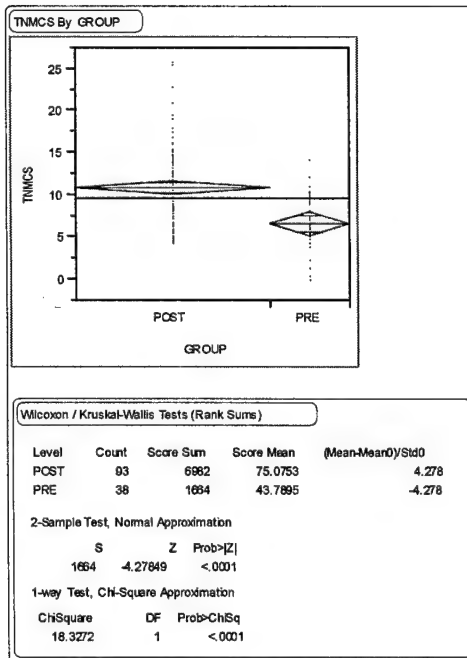 TNMCS By GROUP
25
20
15
10
5
0
TNMCS
POST PRE
GROUP
Wilcoxon / Kruskal-Wallis Tests (Rank Sums)
Level Count Score Sum Score Mean (Mean-Mean0)/Std0
POST 93 6982 75.0753 4.278
PRE 38 1664 43.7895 -4.278
2-Sample Test, Normal Approximation
S Z Prob>|Z|
1664 -4.27849 <.0001
1-way Test, Chi-Square Approximation
ChiSquare DF Prob>ChiSq
18.3272 1 <.0001